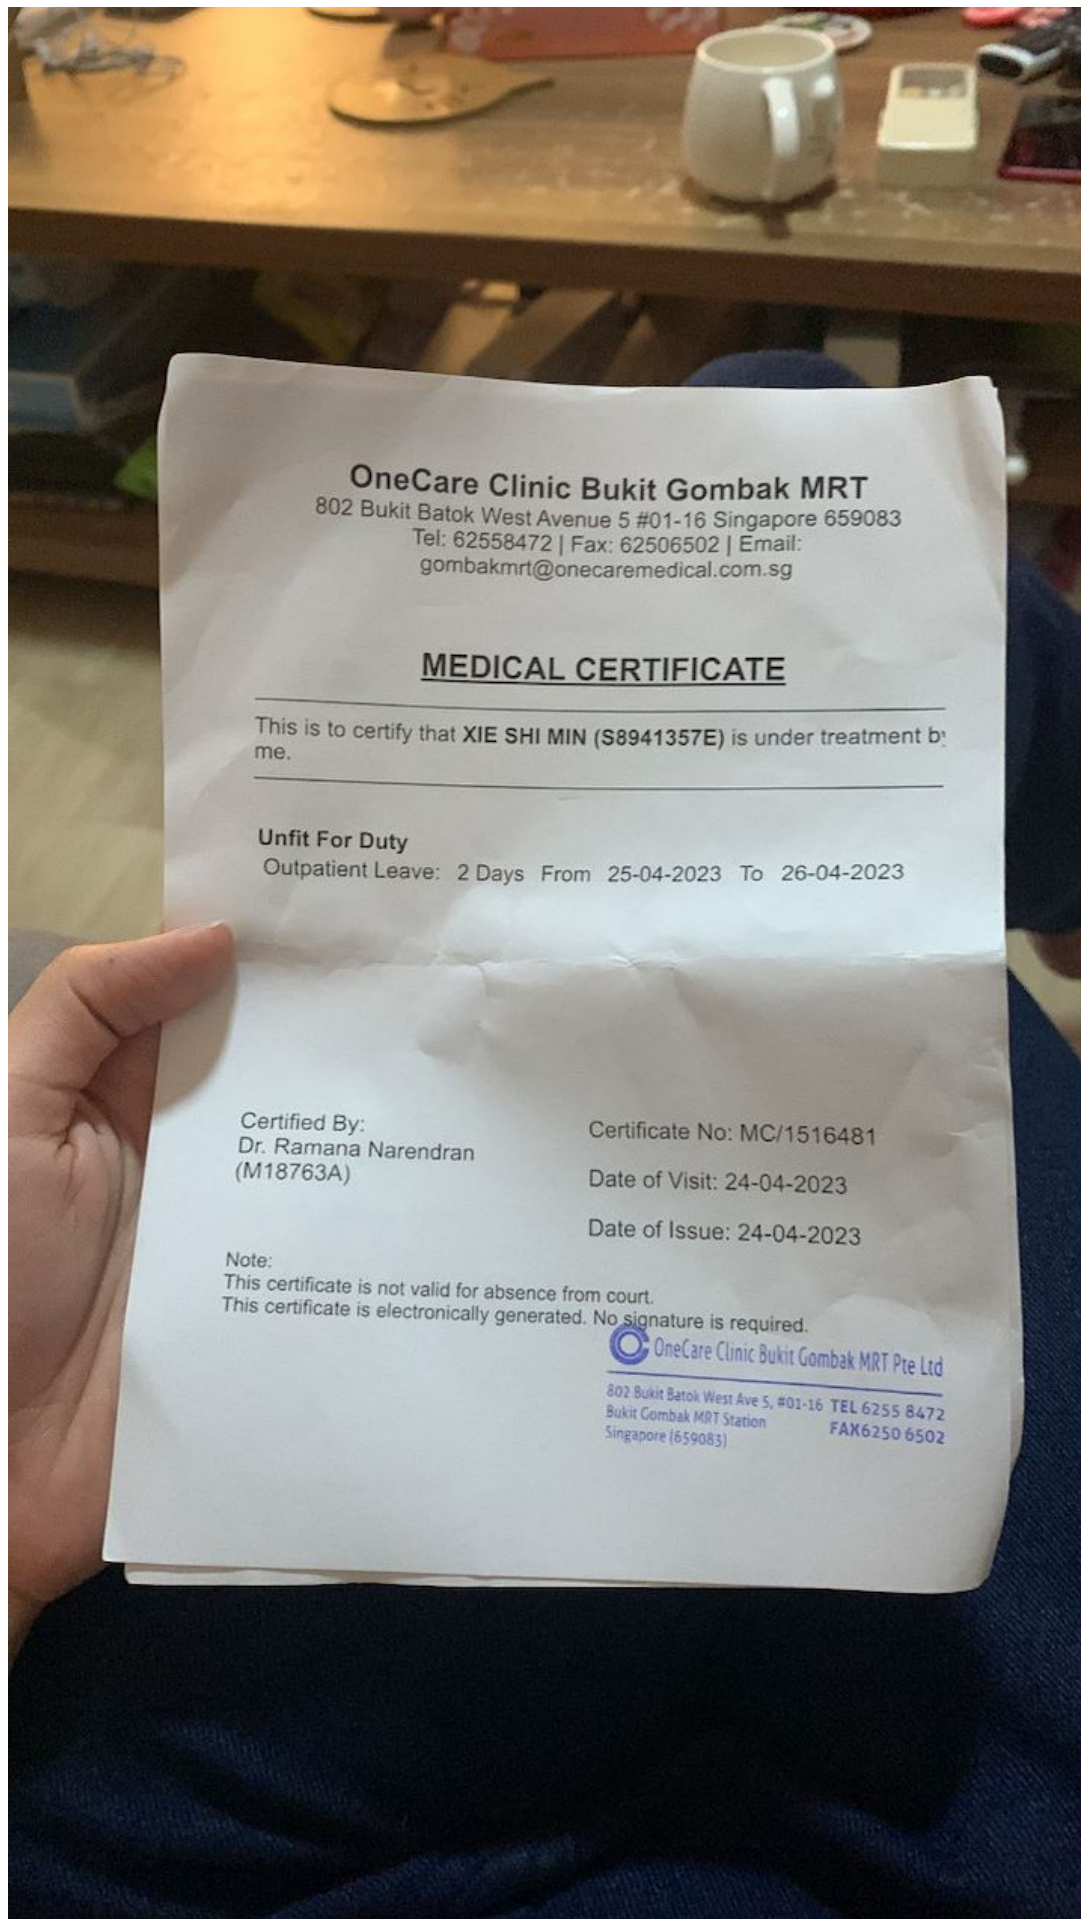 OneCare Clinic Bukit Gombak MRT
802 Bukit Batok West Avenue 5 #01-16 Singapore 659083
Tel: 62558472 | Fax: 62506502 | Email:
gombakmrt@onecaremedical.com.sg
MEDICAL CERTIFICATE
This is to certify that XIE SHI MIN (S8941357E) is under treatment by
me.
Unfit For Duty
Outpatient Leave: 2 Days From 25-04-2023 To 26-04-2023
Certified By:
Dr. Ramana Narendran
(M18763A)
Certificate No: MC/1516481
Date of Visit: 24-04-2023
Date of Issue: 24-04-2023
Note:
This certificate is not valid for absence from court.
This certificate is electronically generated. No signature is required.
OneCare Clinic Bukit Gombak MRT Pte Ltd
802 Bukit Batok West Ave 5, #01-16 TEL 6255 8472
Bukit Gombak MRT Station FAX6250 6502
Singapore (659083)